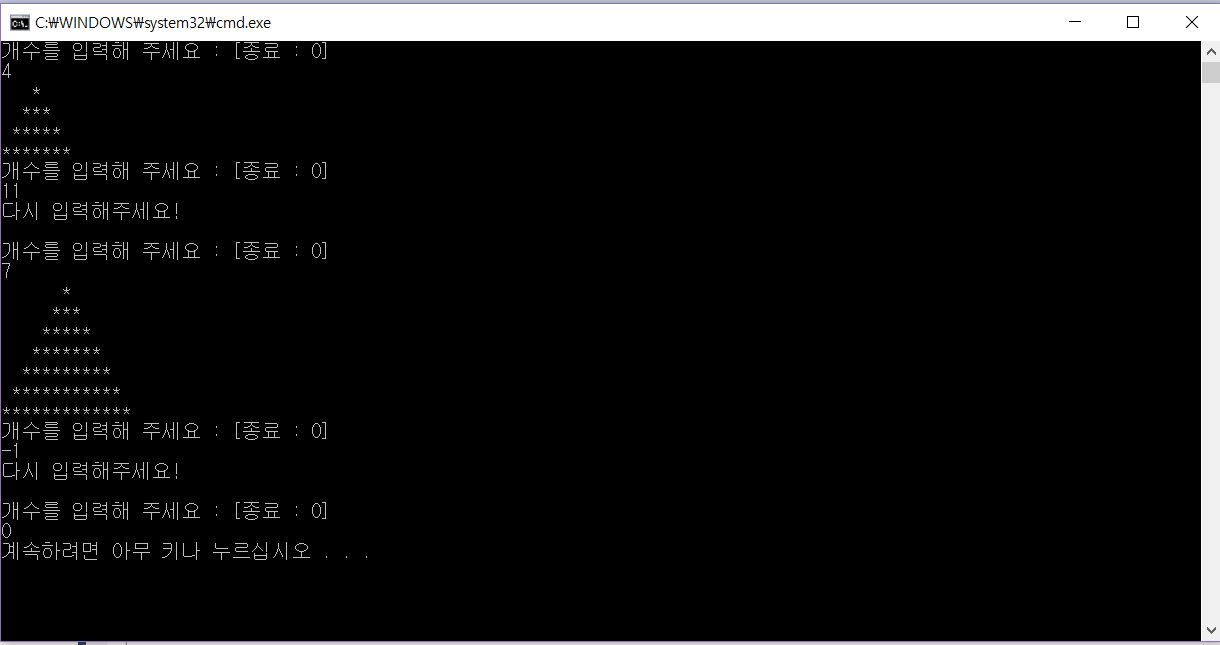 C:\WINDOWS\system32\cmd.exe
개수를 입력해 주세요 : [종료 : 0]
4
   *
  ***
 *****
*******
개수를 입력해 주세요 : [종료 : 0]
11
다시 입력해주세요!

개수를 입력해 주세요 : [종료 : 0]
7
      *
     ***
    *****
   *******
  *********
 ***********
*************
개수를 입력해 주세요 : [종료 : 0]
-1
다시 입력해주세요!

개수를 입력해 주세요 : [종료 : 0]
0
계속하려면 아무 키나 누르십시오 . . .